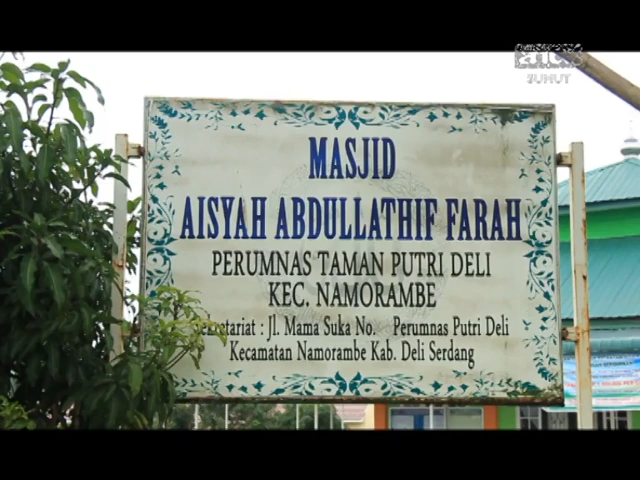 SUMUT
MASJID
AISYAH ABDULLATHIF FARAH
PERUMNAS TAMAN PUTRI DELI
KEC. NAMORAMBE
: Jl. Mama Suka No. Perumnas Putri Deli
Kecamatan Namorambe Kab. Deli Serdang